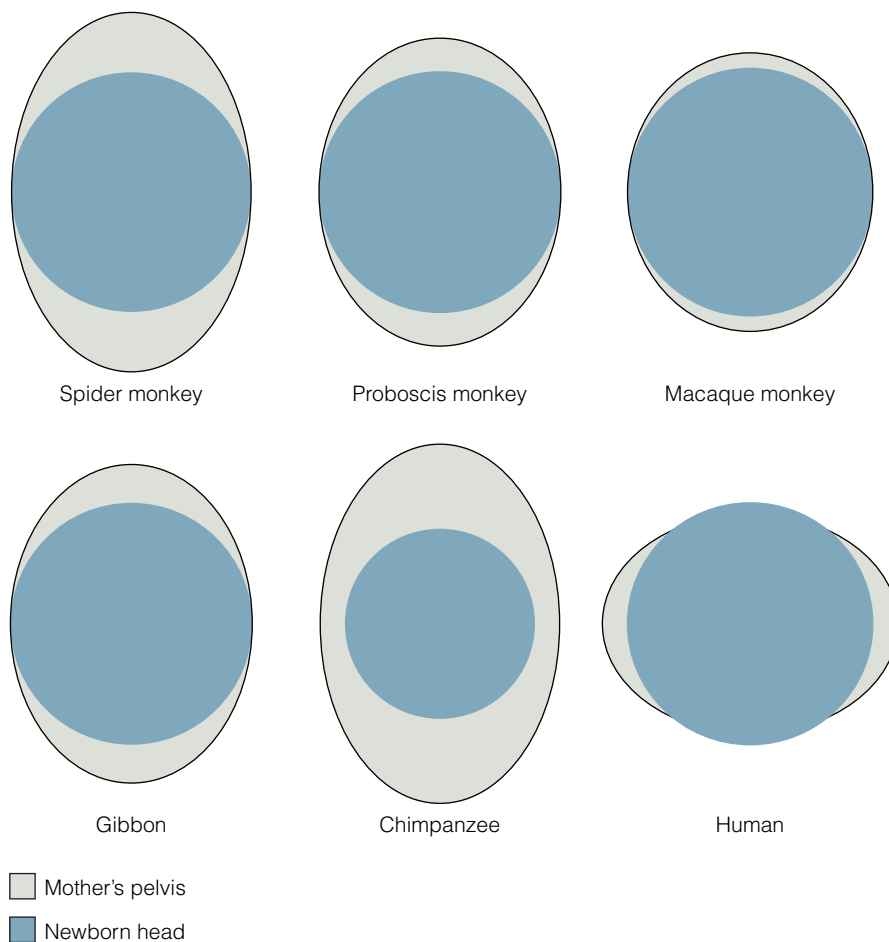 Spider monkey
Proboscis monkey
Macaque monkey
Gibbon
Chimpanzee
Human
Mother’s pelvis
Newborn head